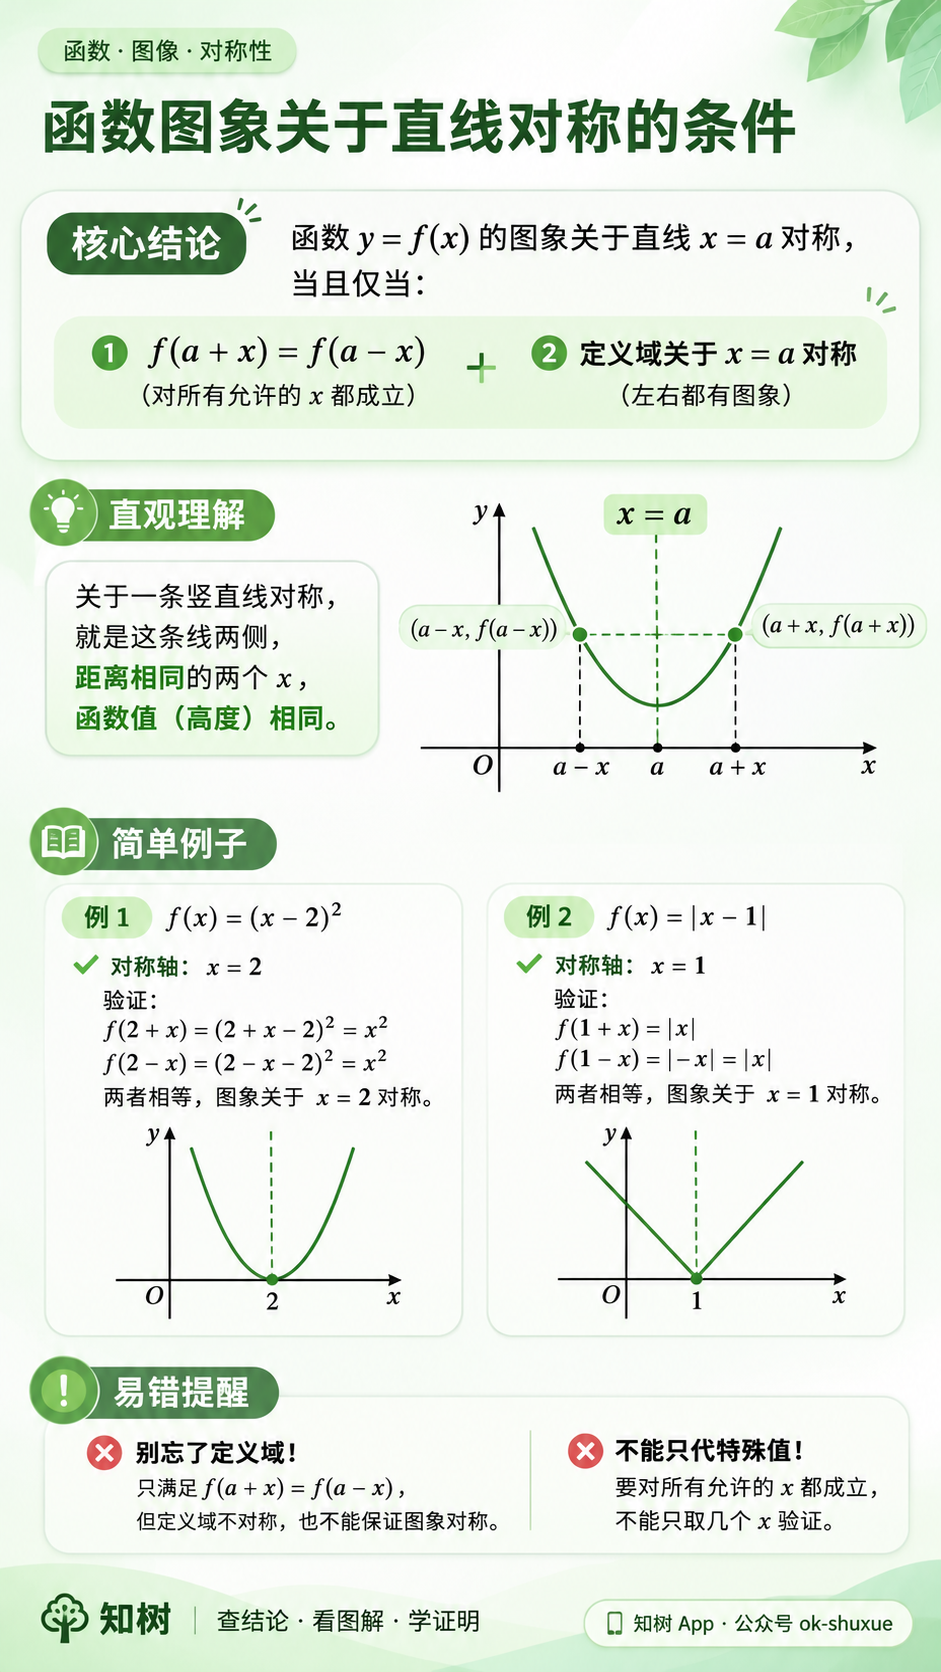 函数 · 图像 · 对称性
函数图象关于直线对称的条件
核心结论
函数 y = f(x) 的图象关于直线 x = a 对称，
当且仅当：
1 f(a + x) = f(a − x)
（对所有允许的 x 都成立）
+
2 定义域关于 x = a 对称
（左右都有图象）
直观理解
关于一条竖直线对称，
就是这条线两侧，
距离相同的两个 x，
函数值（高度）相同。
y
x = a
(a − x, f(a − x))
(a + x, f(a + x))
O
a − x
a
a + x
x
简单例子
例 1 f(x) = (x − 2)²
对称轴： x = 2
验证：
f(2 + x) = (2 + x − 2)² = x²
f(2 − x) = (2 − x − 2)² = x²
两者相等，图象关于 x = 2 对称。
y
O
2
x
例 2 f(x) = |x − 1|
对称轴： x = 1
验证：
f(1 + x) = |x|
f(1 − x) = |−x| = |x|
两者相等，图象关于 x = 1 对称。
y
O
1
x
! 易错提醒
别忘了定义域！
只满足 f(a + x) = f(a − x)，
但定义域不对称，也不能保证图象对称。
不能只代特殊值！
要对所有允许的 x 都成立，
不能只取几个 x 验证。
知树
查结论 · 看图解 · 学证明
知树 App · 公众号 ok-shuxue